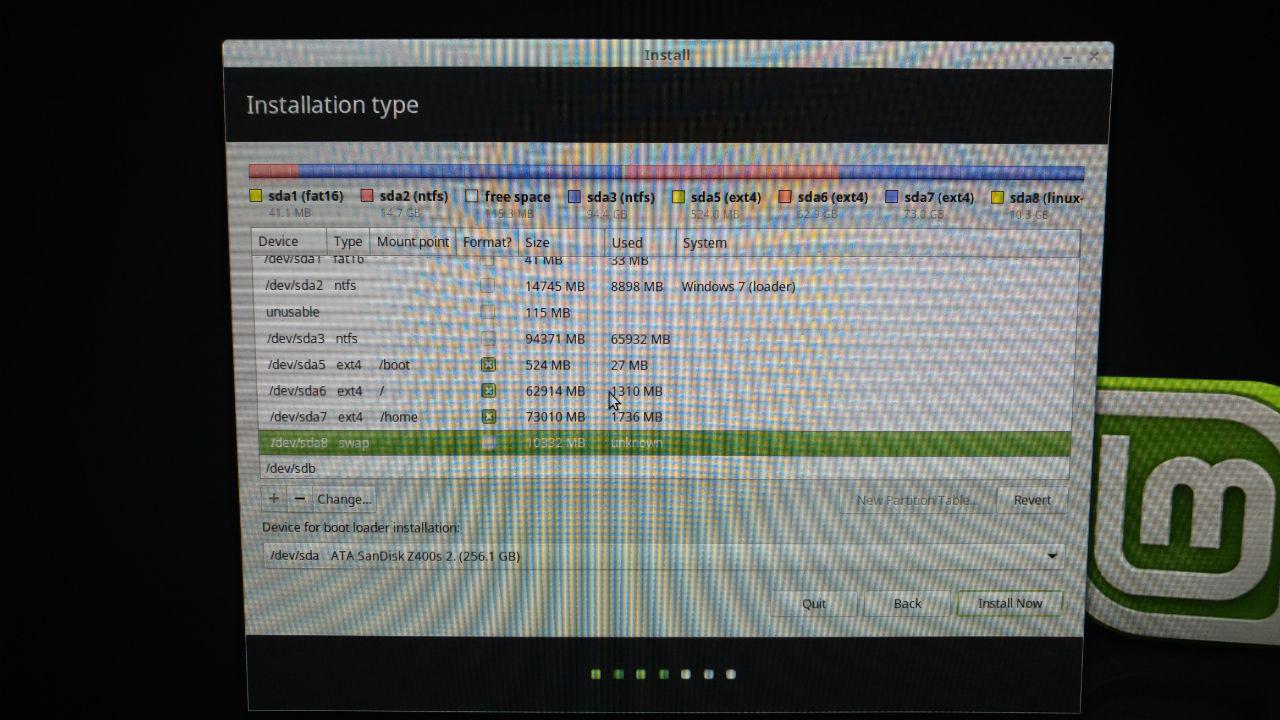 Install
Installation type
sda1 (fat16) sda2 (ntfs) free space sda3 (ntfs) sda5 (ext4) sda6 (ext4) sda7 (ext4) sda8 (linux-
41.1 MB 14.7 GB 115.3 MB 94.4 GB 524.0 MB 62.9 GB 73.0 GB 10.3 GB
Device Type Mount point Format? Size Used System
/dev/sda1 fat16 41 MB 33 MB
/dev/sda2 ntfs 14745 MB 8898 MB Windows 7 (loader)
unusable 115 MB
/dev/sda3 ntfs 94371 MB 65932 MB
/dev/sda5 ext4 /boot 524 MB 27 MB
/dev/sda6 ext4 / 62914 MB 1310 MB
/dev/sda7 ext4 /home 73010 MB 1736 MB
/dev/sda8 swap 10332 MB unknown
/dev/sdb
+ − Change... New Partition Table... Revert
Device for boot loader installation:
/dev/sda ATA SanDisk Z400s 2. (256.1 GB)
Quit Back Install Now